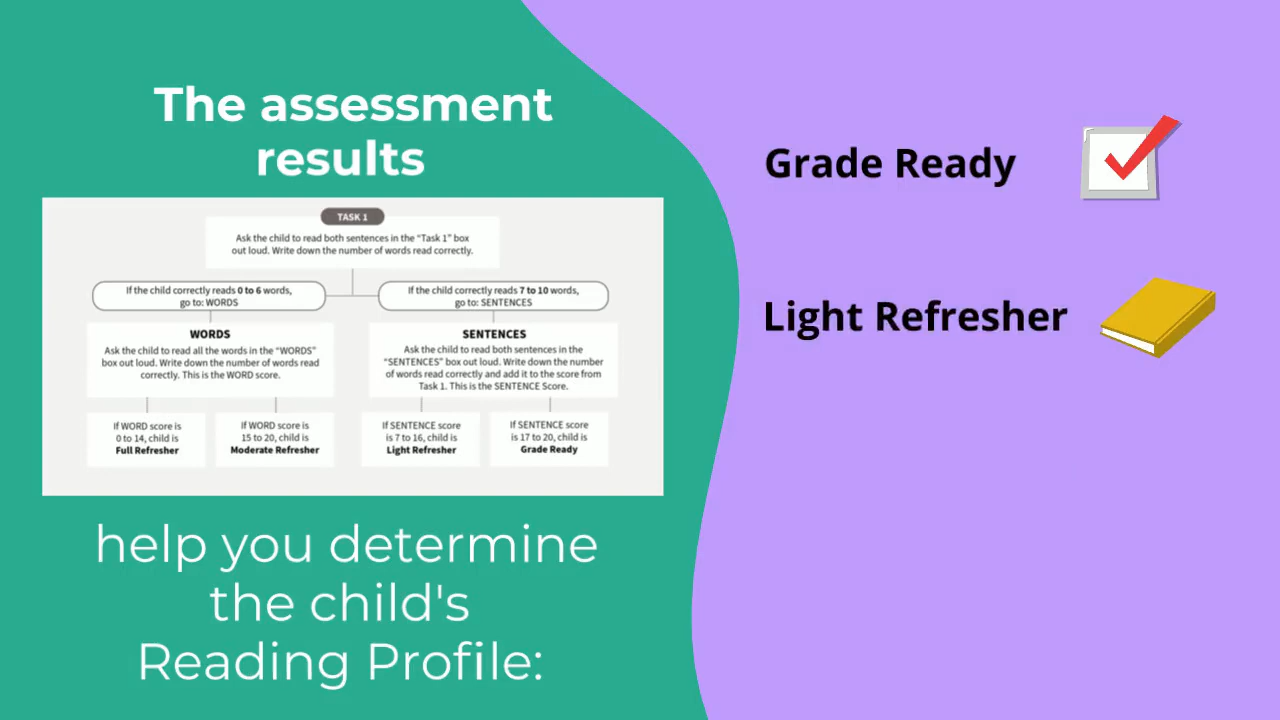 The assessment
results
TASK 1
Ask the child to read both sentences in the "Task 1" box
out loud. Write down the number of words read correctly.
If the child correctly reads 0 to 6 words,
go to: WORDS
If the child correctly reads 7 to 10 words,
go to: SENTENCES
WORDS
Ask the child to read all the words in the "WORDS"
box out loud. Write down the number of words read
correctly. This is the WORD score.
SENTENCES
Ask the child to read both sentences in the
"SENTENCES" box out loud. Write down the number
of words read correctly and add it to the score from
Task 1. This is the SENTENCE Score.
If WORD score is
0 to 14, child is
Full Refresher
If WORD score is
15 to 20, child is
Moderate Refresher
If SENTENCE score
is 7 to 16, child is
Light Refresher
If SENTENCE score
is 17 to 20, child is
Grade Ready
help you determine
the child's
Reading Profile:
Grade Ready
Light Refresher